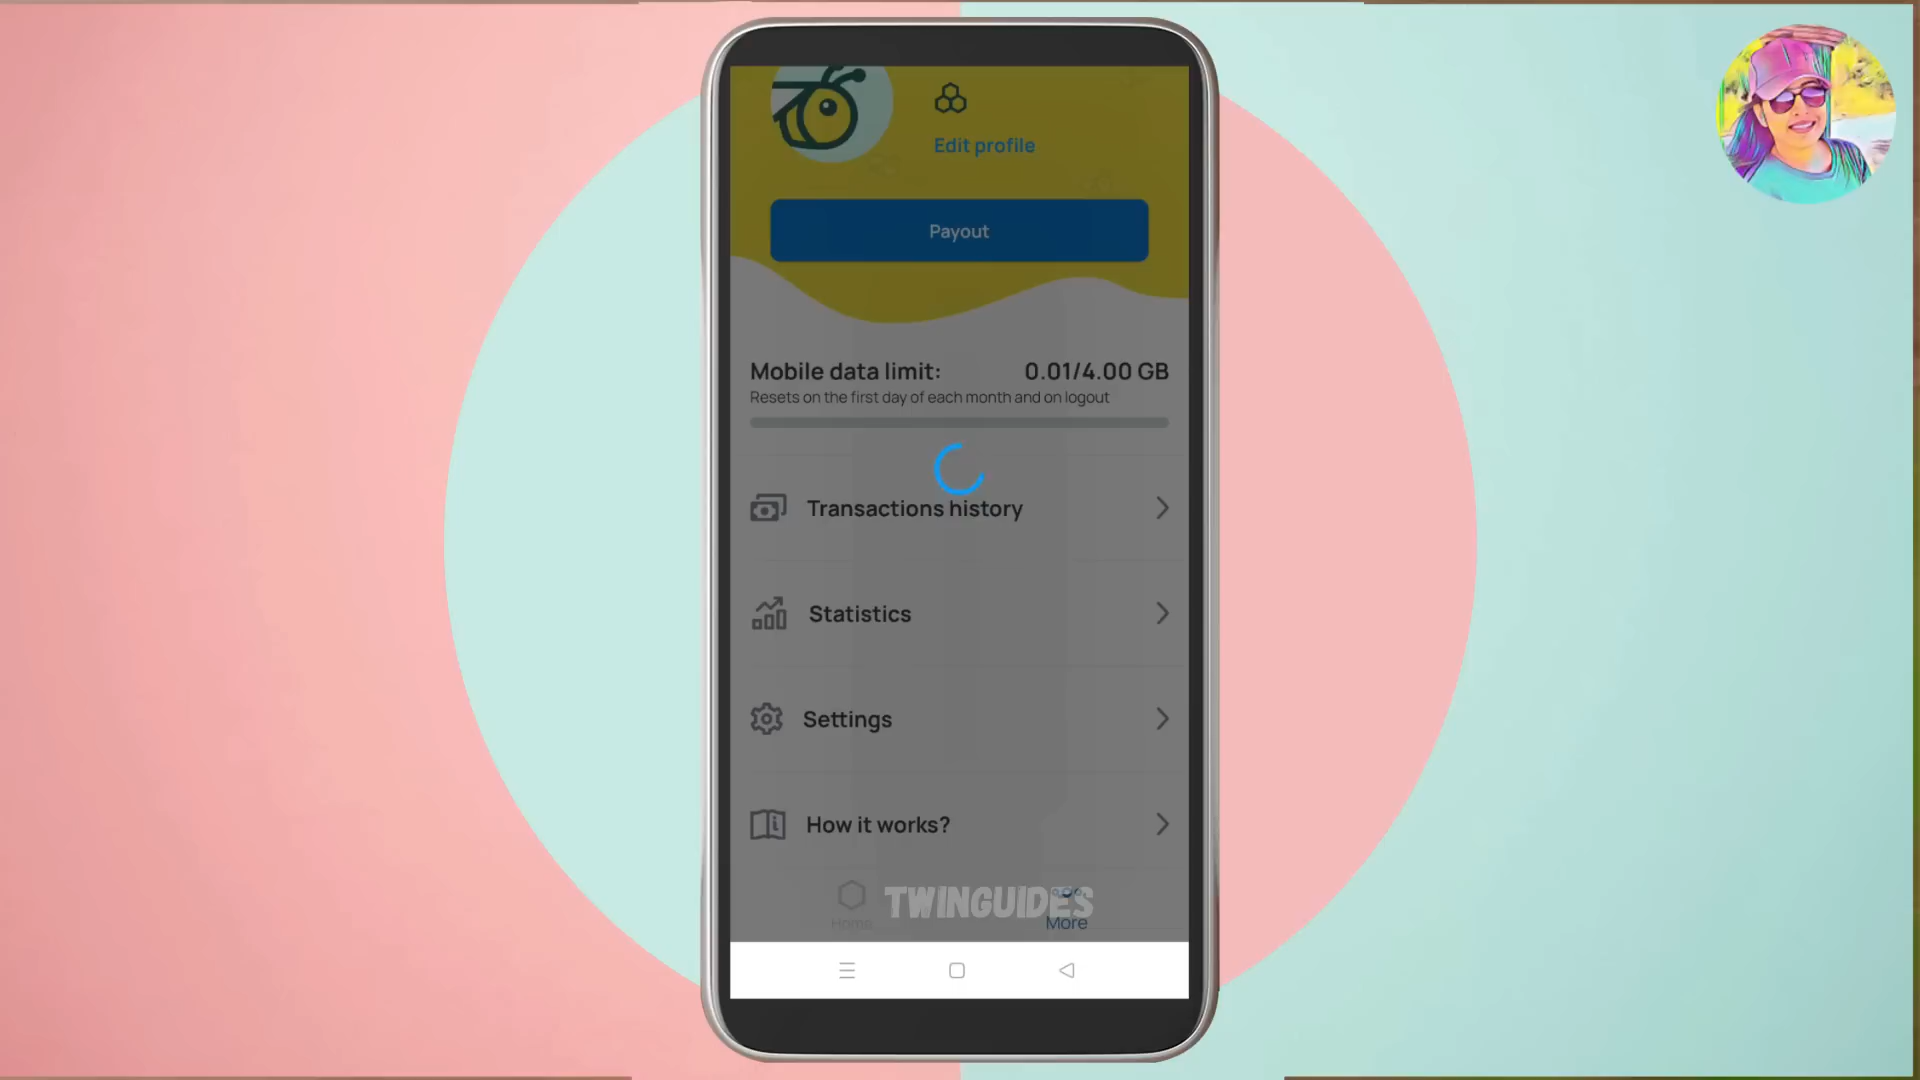 Edit profile
Payout
Mobile data limit: 0.01/4.00 GB
Resets on the first day of each month and on logout
Transactions history
Statistics
Settings
How it works?
TWINGUIDES
Home
More